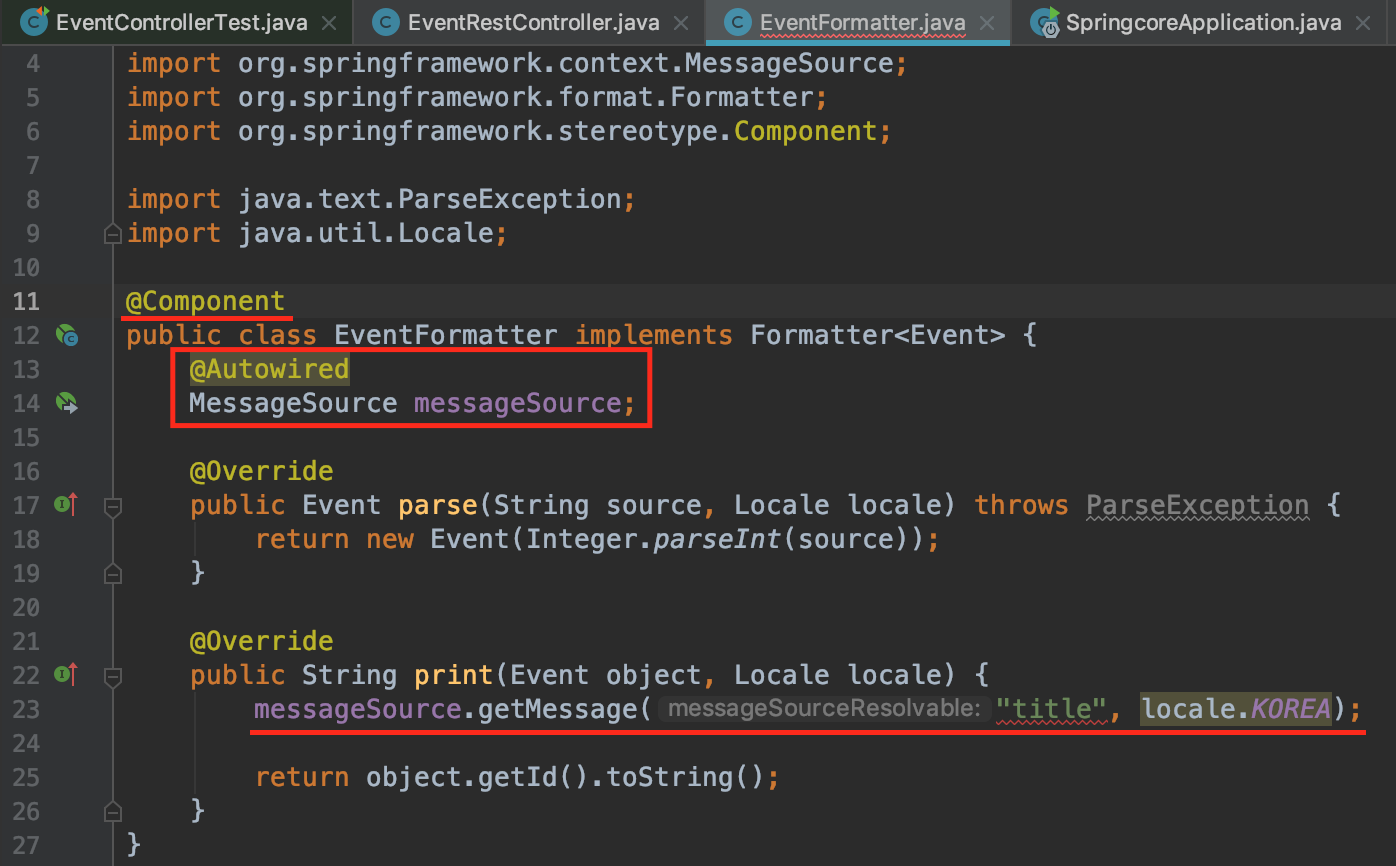 EventControllerTest.java EventRestController.java EventFormatter.java SpringcoreApplication.java
4 import org.springframework.context.MessageSource;
5 import org.springframework.format.Formatter;
6 import org.springframework.stereotype.Component;
7
8 import java.text.ParseException;
9 import java.util.Locale;
10
11 @Component
12 public class EventFormatter implements Formatter<Event> {
13 @Autowired
14 MessageSource messageSource;
15
16 @Override
17 public Event parse(String source, Locale locale) throws ParseException {
18 return new Event(Integer.parseInt(source));
19 }
20
21 @Override
22 public String print(Event object, Locale locale) {
23 messageSource.getMessage( messageSourceResolvable: "title", locale.KOREA);
24
25 return object.getId().toString();
26 }
27 }